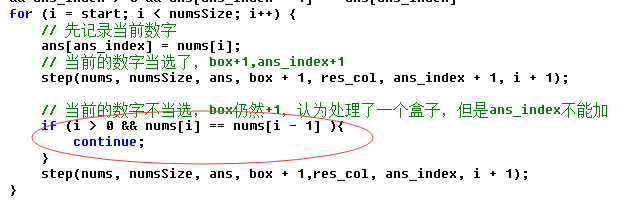 for (i = start; i < numsSize; i++) {
// 先记录当前数字
ans[ans_index] = nums[i];
// 当前的数字当选了，box+1,ans_index+1
step(nums, numsSize, ans, box + 1, res_col, ans_index + 1, i + 1);
// 当前的数字不当选，box仍然+1，认为处理了一个盒子，但是ans_index不能加
if (i > 0 && nums[i] == nums[i - 1] ){
continue;
}
step(nums, numsSize, ans, box + 1,res_col, ans_index, i + 1);
}